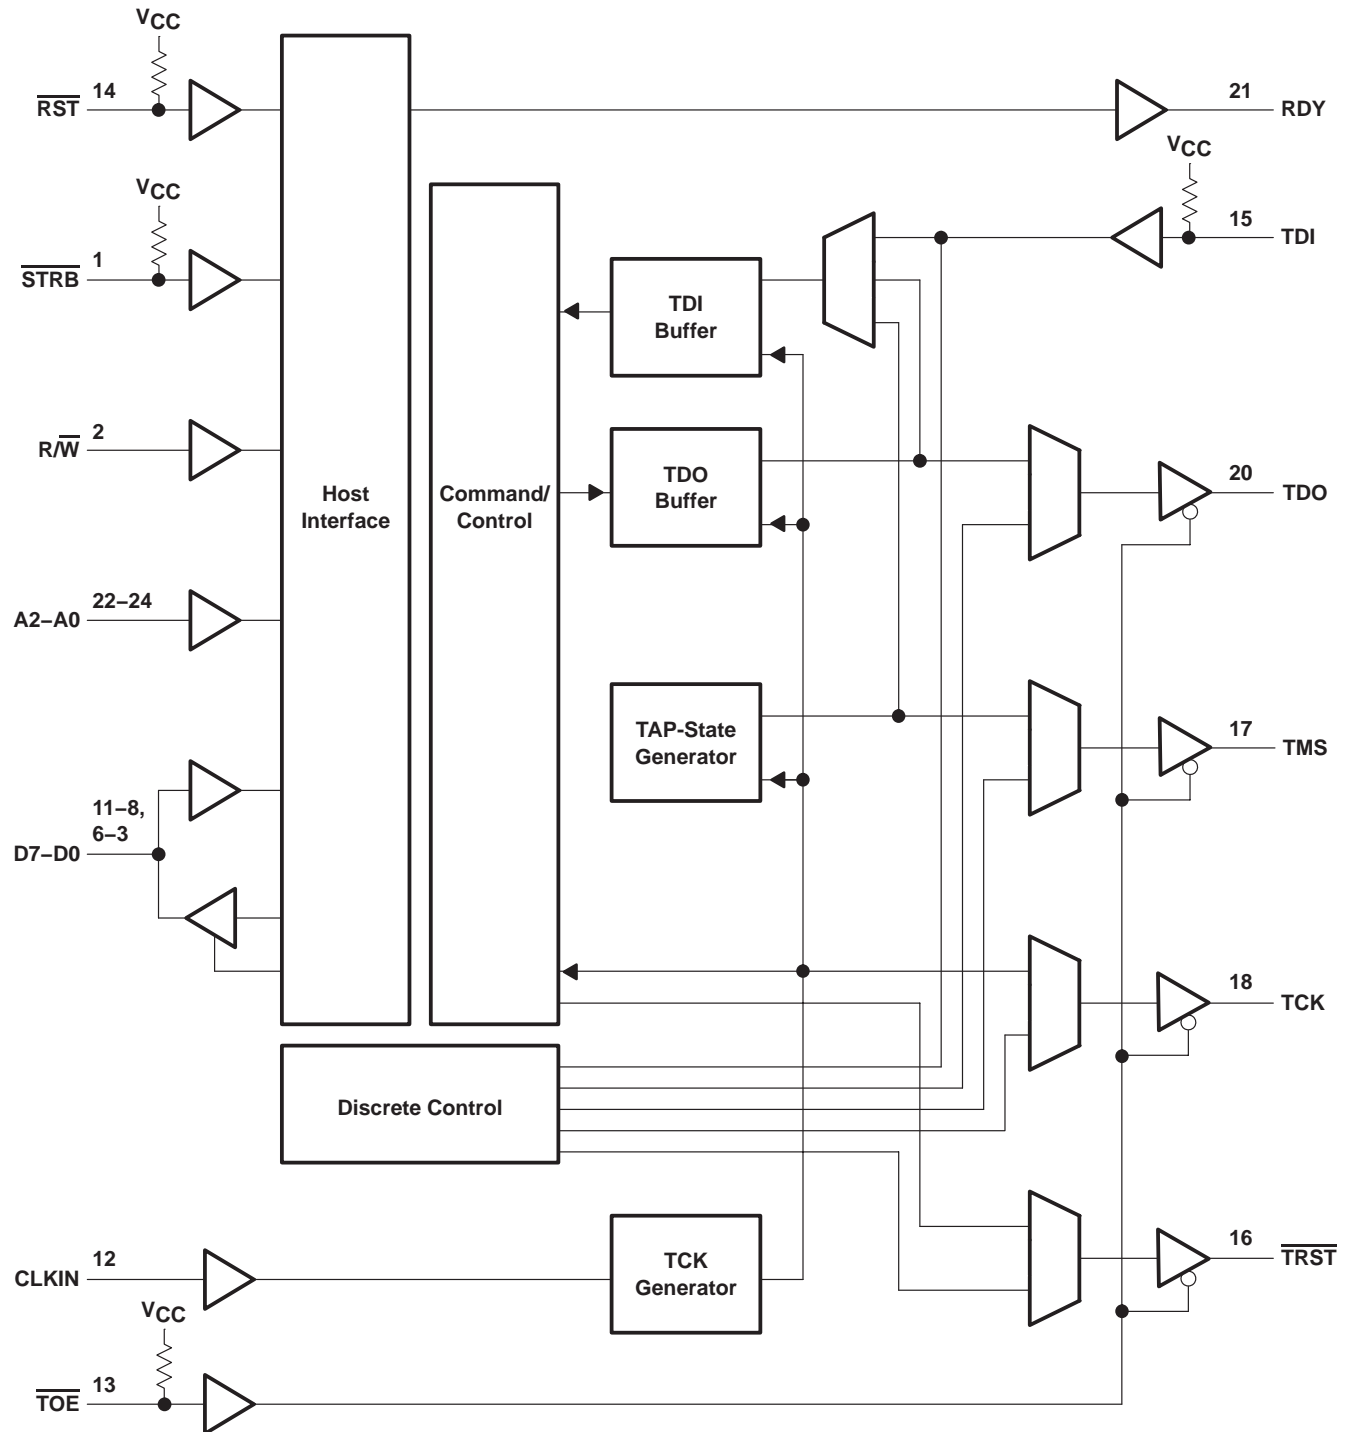 VCC
RST 14
21 RDY
VCC
VCC
STRB 1
15 TDI
TDI
Buffer
R/W 2
TDO
Buffer
20 TDO
Host
Interface
Command/
Control
A2–A0 22–24
TAP-State
Generator
17 TMS
11–8,
6–3
D7–D0
18 TCK
Discrete Control
CLKIN 12
TCK
Generator
16 TRST
VCC
TOE 13